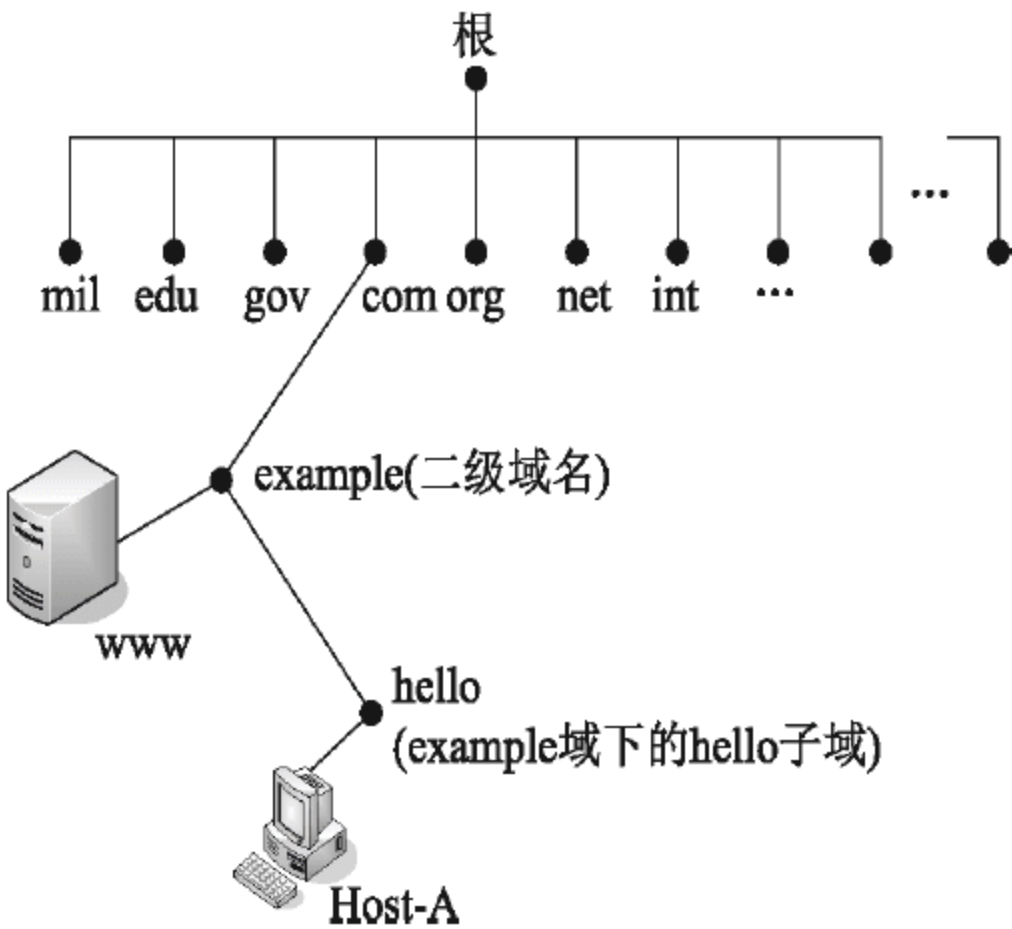 根
...
mil edu gov com org net int ...
example(二级域名)
www
hello
(example域下的hello子域)
Host-A